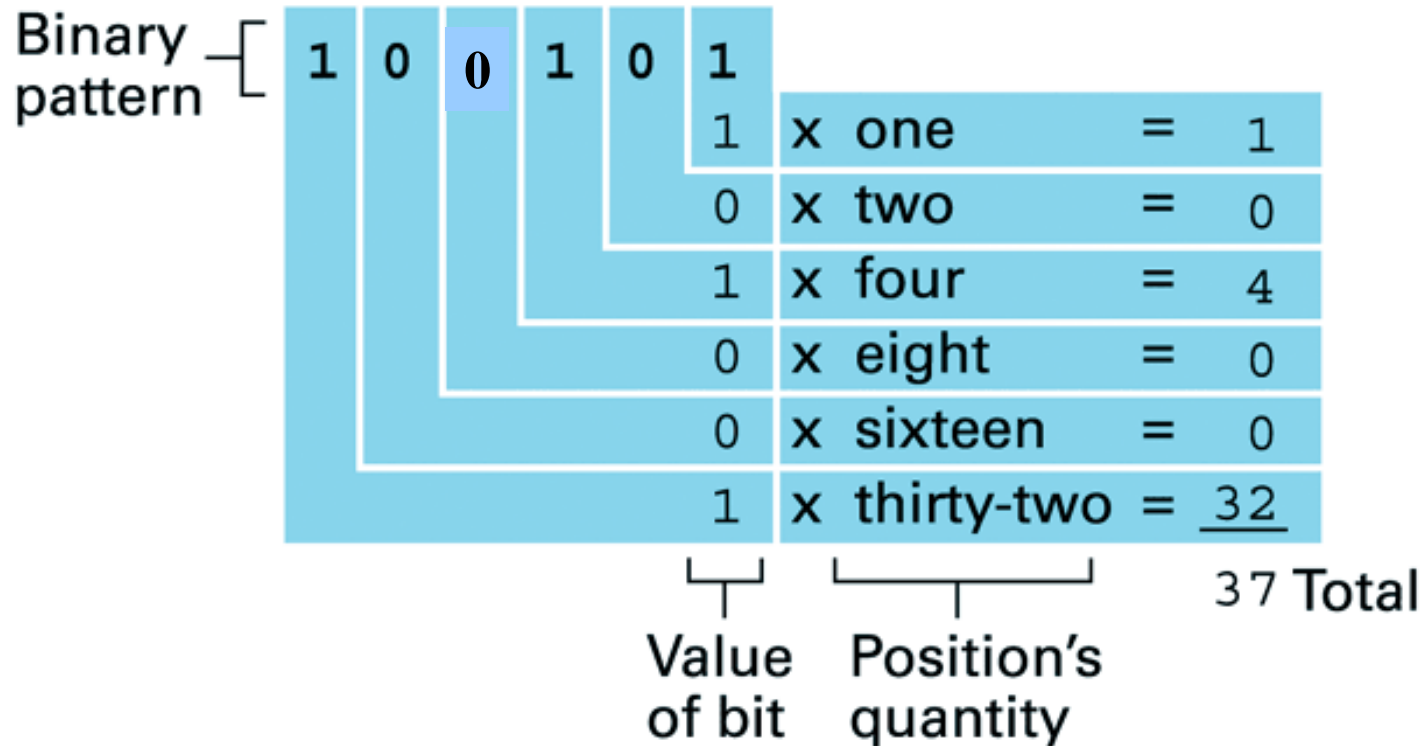 Binary
pattern
1 0 0 1 0 1
1 x one = 1
0 x two = 0
1 x four = 4
0 x eight = 0
0 x sixteen = 0
1 x thirty-two = 32
37 Total
Value
of bit
Position’s
quantity